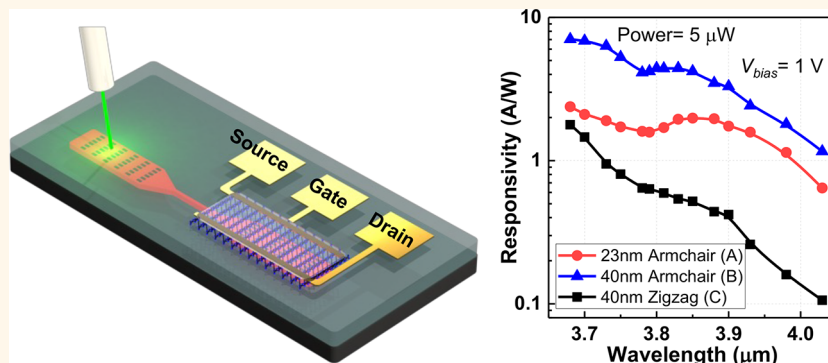 Source
Gate
Drain
Responsivity (A/W)
10
1
0.1
Power= 5 μW
V_bias= 1 V
23nm Armchair (A)
40nm Armchair (B)
40nm Zigzag (C)
3.7 3.8 3.9 4.0
Wavelength (μm)